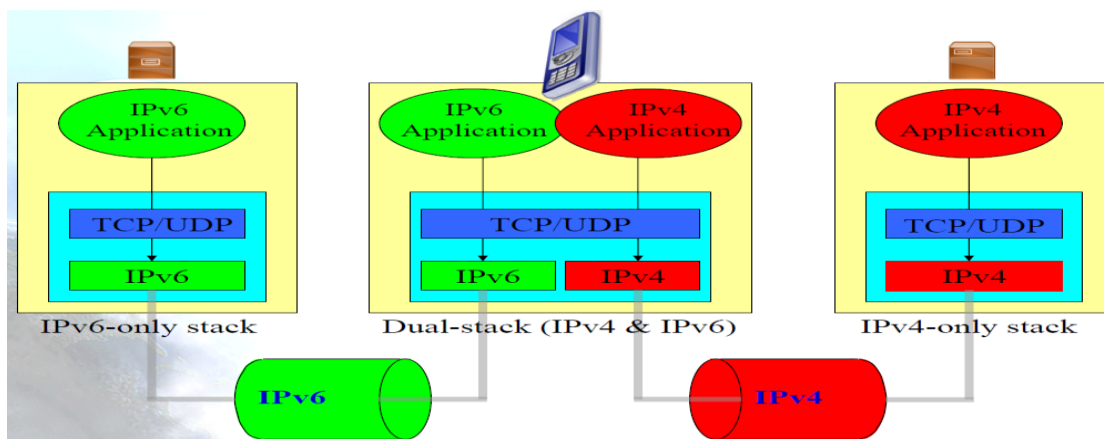 IPv6
Application
TCP/UDP
IPv6
IPv6-only stack
IPv6
Application
IPv4
Application
TCP/UDP
IPv6
IPv4
Dual-stack (IPv4 & IPv6)
IPv4
Application
TCP/UDP
IPv4
IPv4-only stack
IPv6
IPv4